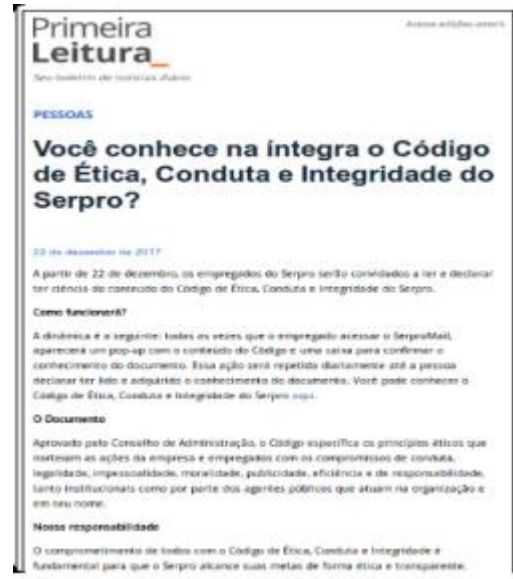 Primeira
Leitura_
Acesse edições anteri
Seu boletim de notícias diário
PESSOAS
Você conhece na íntegra o Código
de Ética, Conduta e Integridade do
Serpro?
22 de dezembro de 2017
A partir de 22 de dezembro, os empregados do Serpro serão convidados a ler e declarar
ter ciência do conteúdo do Código de Ética, Conduta e Integridade do Serpro.
Como funcionará?
A dinâmica é a seguinte: todas as vezes que o empregado acessar o SerproMail,
aparecerá um pop-up com o conteúdo do Código e uma caixa para confirmar o
conhecimento do documento. Essa ação será repetida diariamente até a pessoa
declarar ter lido e adquirido o conhecimento do documento. Você pode conhecer o
Código de Ética, Conduta e Integridade do Serpro aqui.
O Documento
Aprovado pelo Conselho de Administração, o Código especifica os princípios éticos que
norteiam as ações da empresa e empregados com os compromissos de conduta,
legalidade, impessoalidade, moralidade, publicidade, eficiência e de responsabilidade,
tanto institucionais como por parte dos agentes públicos que atuam na organização e
em seu nome.
Nossa responsabilidade
O comprometimento de todos com o Código de Ética, Conduta e Integridade é
fundamental para que o Serpro alcance suas metas de forma ética e transparente.